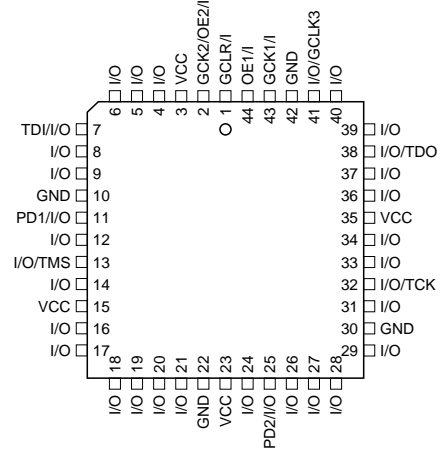 I/O
I/O
I/O
VCC
GCK2/OE2/I
GCLR/I
OE1/I
GCK1/I
GND
I/O/GCLK3
I/O
6
5
4
3
2
1
44
43
42
41
40
TDI/I/O 7
I/O 8
I/O 9
GND 10
PD1/I/O 11
I/O 12
I/O/TMS 13
I/O 14
VCC 15
I/O 16
I/O 17
39 I/O
38 I/O/TDO
37 I/O
36 I/O
35 VCC
34 I/O
33 I/O
32 I/O/TCK
31 I/O
30 GND
29 I/O
18
19
20
21
22
23
24
25
26
27
28
I/O
I/O
I/O
I/O
GND
VCC
I/O
PD2/I/O
I/O
I/O
I/O